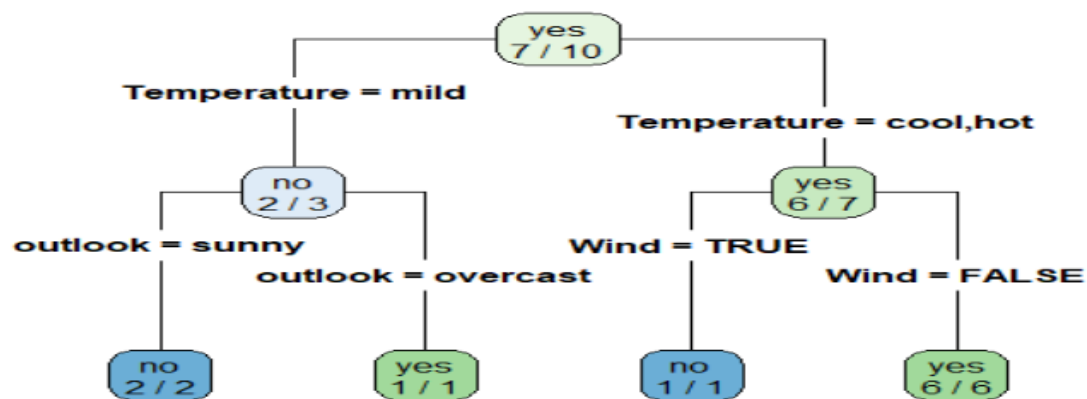 yes
7 / 10
Temperature = mild
Temperature = cool,hot
no
2 / 3
yes
6 / 7
outlook = sunny
Wind = TRUE
outlook = overcast
Wind = FALSE
no
2 / 2
yes
1 / 1
no
1 / 1
yes
6 / 6